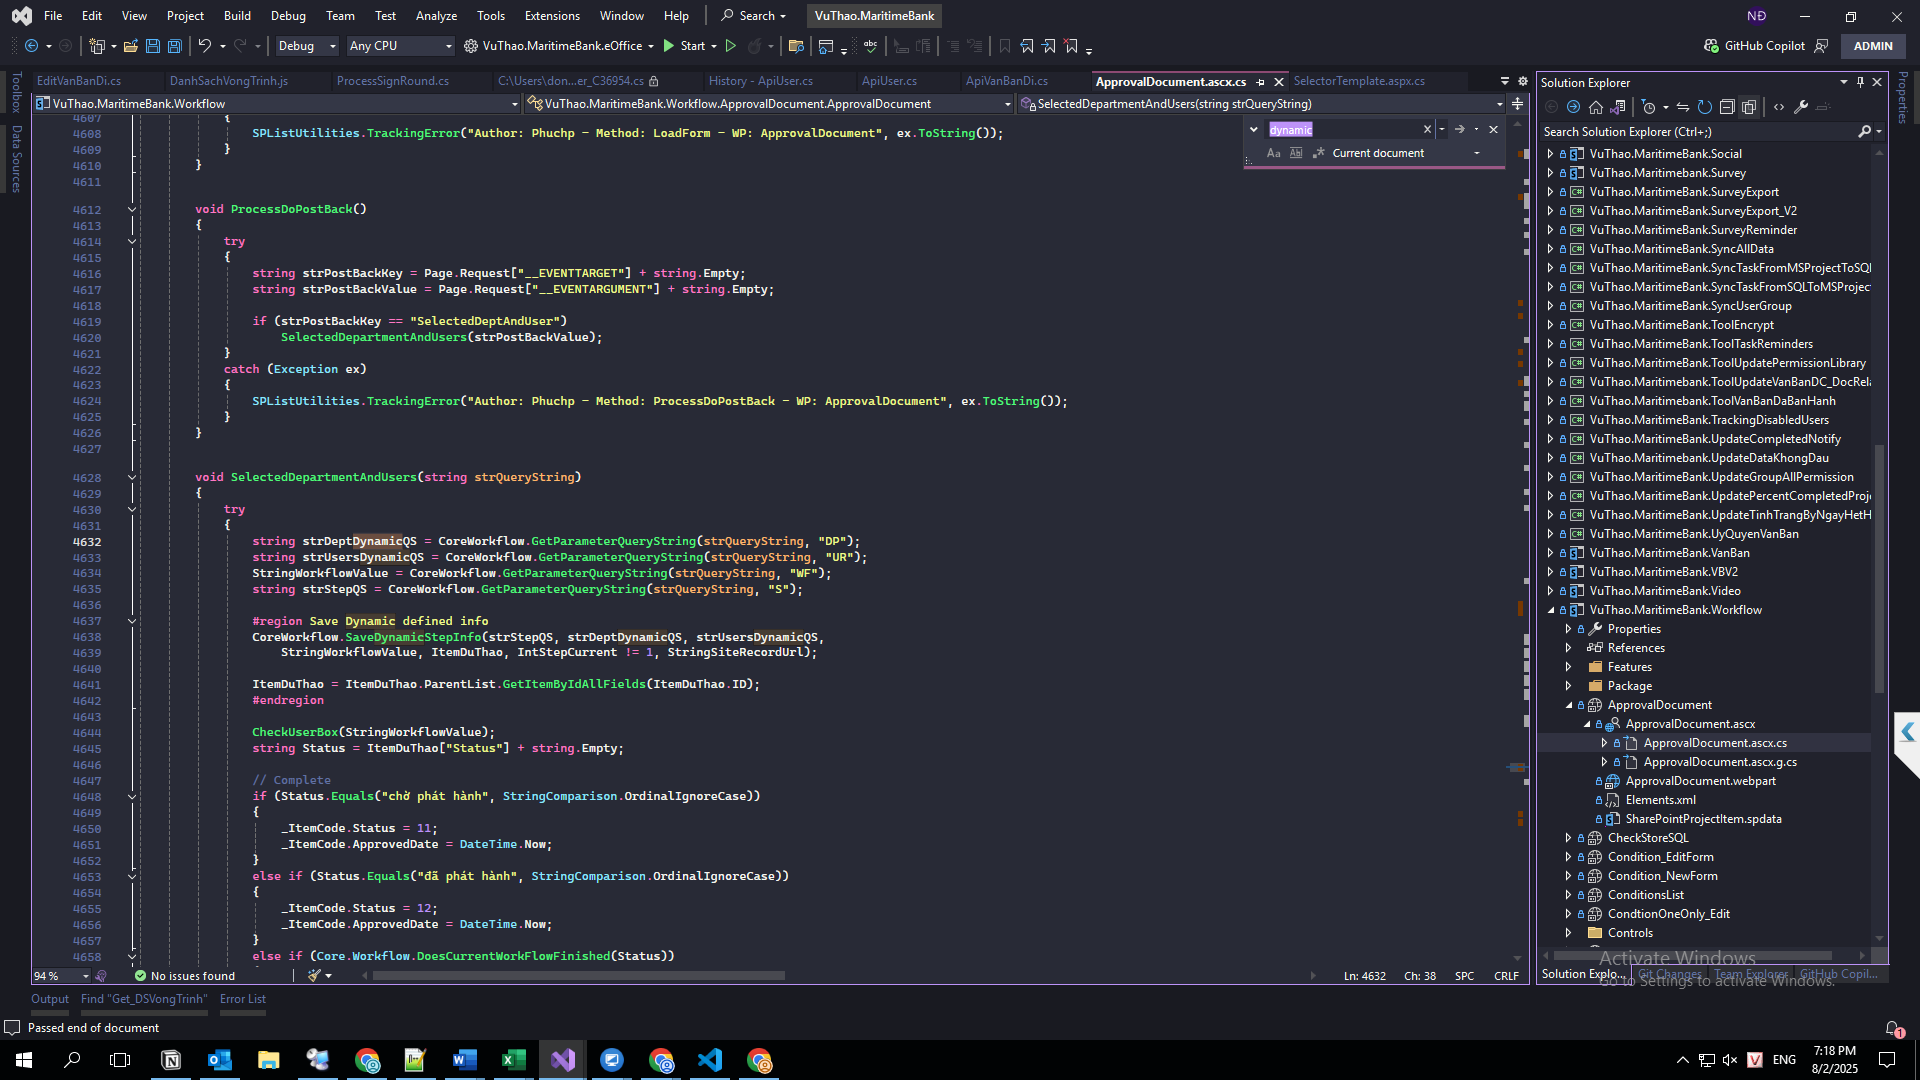 File Edit View Project Build Debug Team Test Analyze Tools Extensions Window Help Search VuThao.MaritimeBank NĐ
Debug Any CPU VuThao.MaritimeBank.eOffice Start GitHub Copilot ADMIN
EditVanBanDi.cs DanhSachVongTrinh.js ProcessSignRound.cs C:\Users\don...er_C36954.cs History - ApiUser.cs ApiUser.cs ApiVanBanDi.cs ApprovalDocument.ascx.cs SelectorTemplate.aspx.cs
VuThao.MaritimeBank.Workflow VuThao.MaritimeBank.Workflow.ApprovalDocument.ApprovalDocument SelectedDepartmentAndUsers(string strQueryString)
Toolbox
Data Sources
dynamic
Aa Ab Current document
4607 {
4608 SPListUtilities.TrackingError("Author: Phuchp - Method: LoadForm - WP: ApprovalDocument", ex.ToString());
4609 }
4610 }
4611
4612 void ProcessDoPostBack()
4613 {
4614 try
4615 {
4616 string strPostBackKey = Page.Request["__EVENTTARGET"] + string.Empty;
4617 string strPostBackValue = Page.Request["__EVENTARGUMENT"] + string.Empty;
4618
4619 if (strPostBackKey == "SelectedDeptAndUser")
4620 SelectedDepartmentAndUsers(strPostBackValue);
4621 }
4622 catch (Exception ex)
4623 {
4624 SPListUtilities.TrackingError("Author: Phuchp - Method: ProcessDoPostBack - WP: ApprovalDocument", ex.ToString());
4625 }
4626 }
4627
4628 void SelectedDepartmentAndUsers(string strQueryString)
4629 {
4630 try
4631 {
4632 string strDeptDynamicQS = CoreWorkflow.GetParameterQueryString(strQueryString, "DP");
4633 string strUsersDynamicQS = CoreWorkflow.GetParameterQueryString(strQueryString, "UR");
4634 StringWorkflowValue = CoreWorkflow.GetParameterQueryString(strQueryString, "WF");
4635 string strStepQS = CoreWorkflow.GetParameterQueryString(strQueryString, "S");
4636
4637 #region Save Dynamic defined info
4638 CoreWorkflow.SaveDynamicStepInfo(strStepQS, strDeptDynamicQS, strUsersDynamicQS,
4639 StringWorkflowValue, ItemDuThao, IntStepCurrent != 1, StringSiteRecordUrl);
4640
4641 ItemDuThao = ItemDuThao.ParentList.GetItemByIdAllFields(ItemDuThao.ID);
4642 #endregion
4643
4644 CheckUserBox(StringWorkflowValue);
4645 string Status = ItemDuThao["Status"] + string.Empty;
4646
4647 // Complete
4648 if (Status.Equals("chờ phát hành", StringComparison.OrdinalIgnoreCase))
4649 {
4650 _ItemCode.Status = 11;
4651 _ItemCode.ApprovedDate = DateTime.Now;
4652 }
4653 else if (Status.Equals("đã phát hành", StringComparison.OrdinalIgnoreCase))
4654 {
4655 _ItemCode.Status = 12;
4656 _ItemCode.ApprovedDate = DateTime.Now;
4657 }
4658 else if (Core.Workflow.DoesCurrentWorkFlowFinished(Status))
94 % No issues found Ln: 4632 Ch: 38 SPC CRLF
Solution Explorer
Search Solution Explorer (Ctrl+;)
VuThao.MaritimeBank.Social
VuThao.Maritimebank.Survey
VuThao.MaritimeBank.SurveyExport
VuThao.MaritimeBank.SurveyExport_V2
VuThao.MaritimeBank.SurveyReminder
VuThao.MaritimeBank.SyncAllData
VuThao.MaritimeBank.SyncTaskFromMSProjectToSQL
VuThao.MaritimeBank.SyncTaskFromSQLToMSProject
VuThao.MaritimeBank.SyncUserGroup
VuThao.MaritimeBank.ToolEncrypt
VuThao.MaritimeBank.ToolTaskReminders
VuThao.MaritimeBank.ToolUpdatePermissionLibrary
VuThao.MaritimeBank.ToolUpdateVanBanDC_DocRela
VuThao.MaritimeBank.ToolVanBanDaBanHanh
VuThao.MaritimeBank.TrackingDisabledUsers
VuThao.MaritimeBank.UpdateCompletedNotify
VuThao.MaritimeBank.UpdateDataKhongDau
VuThao.MaritimeBank.UpdateGroupAllPermission
VuThao.MaritimeBank.UpdatePercentCompletedProj
VuThao.MaritimeBank.UpdateTinhTrangByNgayHetH
VuThao.MaritimeBank.UyQuyenVanBan
VuThao.MaritimeBank.VanBan
VuThao.MaritimeBank.VBV2
VuThao.MaritimeBank.Video
VuThao.MaritimeBank.Workflow
Properties
References
Features
Package
ApprovalDocument
ApprovalDocument.ascx
ApprovalDocument.ascx.cs
ApprovalDocument.ascx.g.cs
ApprovalDocument.webpart
Elements.xml
SharePointProjectItem.spdata
CheckStoreSQL
Condition_EditForm
Condition_NewForm
ConditionsList
CondtionOneOnly_Edit
Controls
Solution Explo... Git Changes Team Explorer GitHub Copil...
Properties
Activate Windows
Go to Settings to activate Windows.
Output Find "Get_DSVongTrinh" Error List
Passed end of document 1
ENG 7:18 PM
8/2/2025